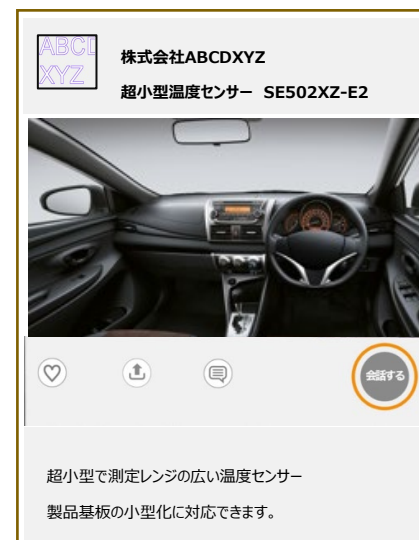 ABCD
XYZ
株式会社ABCDXYZ
超小型温度センサー SE502XZ-E2
会話する
超小型で測定レンジの広い温度センサー
製品基板の小型化に対応できます。